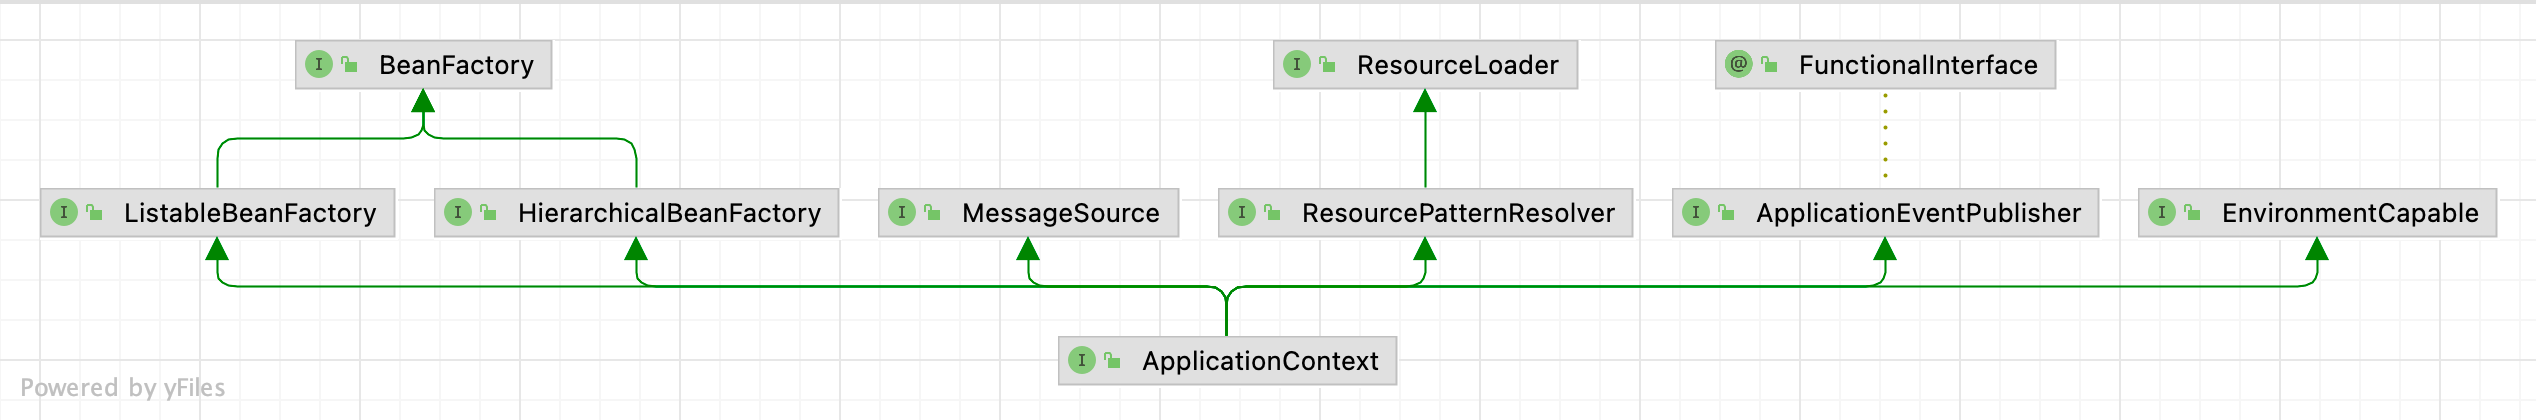 BeanFactory
ResourceLoader
@ FunctionalInterface
I ListableBeanFactory
I HierarchicalBeanFactory
I MessageSource
I ResourcePatternResolver
I ApplicationEventPublisher
I EnvironmentCapable
I ApplicationContext
Powered by yFiles